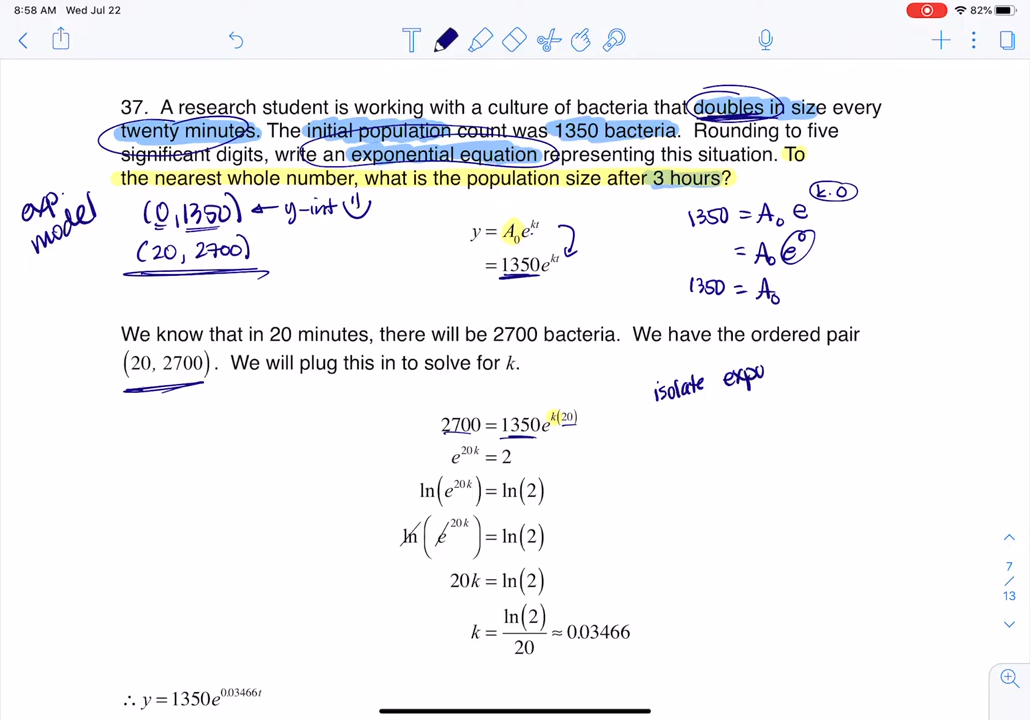 8:58 AM Wed Jul 22
82%
T
37. A research student is working with a culture of bacteria that doubles in size every
twenty minutes. The initial population count was 1350 bacteria. Rounding to five
significant digits, write an exponential equation representing this situation. To
the nearest whole number, what is the population size after 3 hours?
exp model
(0, 1350) ← y-int
(20, 2700)
y = A₀e^{kt}
= 1350e^{kt}
1350 = A₀ e^{k·0}
= A₀ e^0
1350 = A₀
We know that in 20 minutes, there will be 2700 bacteria. We have the ordered pair
(20, 2700). We will plug this in to solve for k.
isolate expo
2700 = 1350e^{k(20)}
e^{20k} = 2
ln(e^{20k}) = ln(2)
ln(e^{20k}) = ln(2)
20k = ln(2)
k = ln(2)/20 ≈ 0.03466
∴ y = 1350e^{0.03466t}
7
/
13